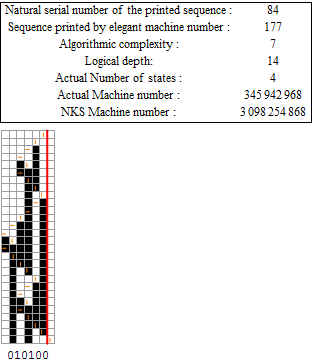 Natural serial number of the printed sequence : 84
Sequence printed by elegant machine number : 177
Algorithmic complexity : 7
Logical depth: 14
Actual Number of states : 4
Actual Machine number : 345 942 968
NKS Machine number : 3 098 254 868
010100